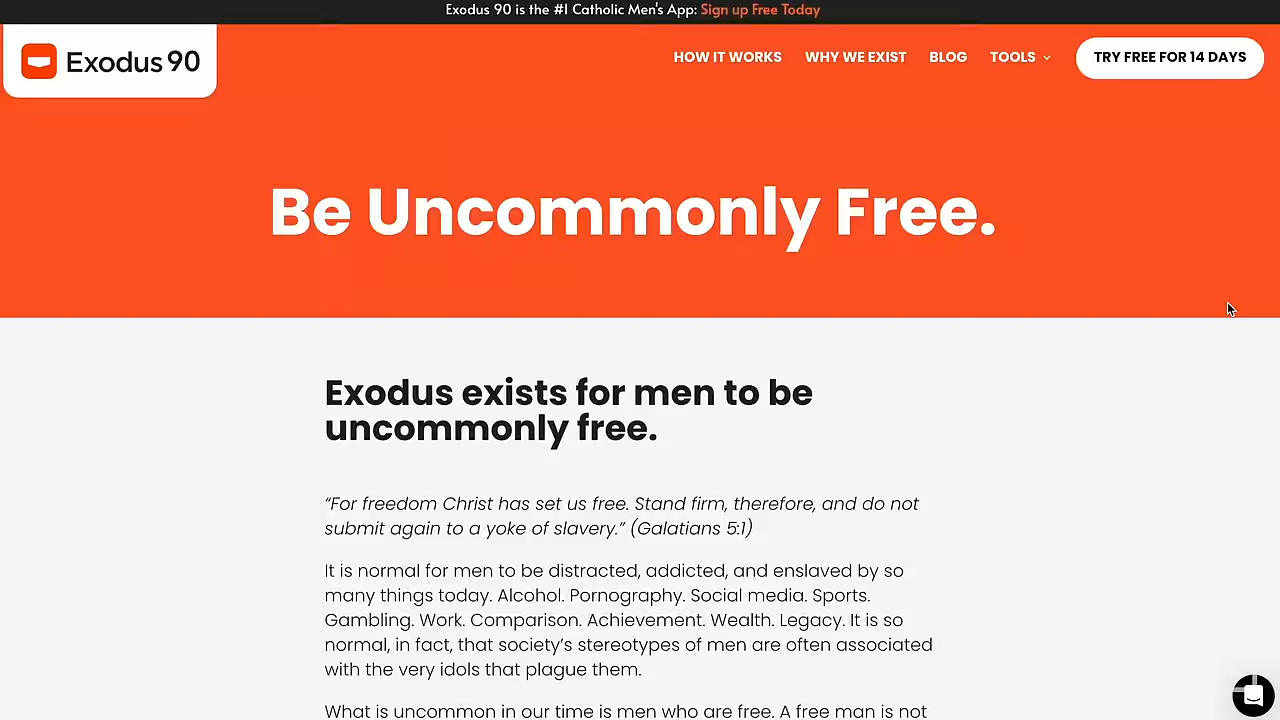 Exodus 90 is the #1 Catholic Men's App: Sign up Free Today
Exodus 90
HOW IT WORKS WHY WE EXIST BLOG TOOLS TRY FREE FOR 14 DAYS
Be Uncommonly Free.
Exodus exists for men to be
uncommonly free.
“For freedom Christ has set us free. Stand firm, therefore, and do not
submit again to a yoke of slavery.” (Galatians 5:1)
It is normal for men to be distracted, addicted, and enslaved by so
many things today. Alcohol. Pornography. Social media. Sports.
Gambling. Work. Comparison. Achievement. Wealth. Legacy. It is so
normal, in fact, that society’s stereotypes of men are often associated
with the very idols that plague them.
What is uncommon in our time is men who are free. A free man is not